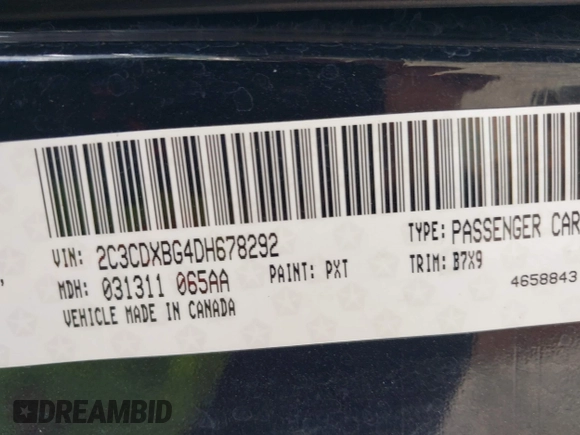 VIN: 2C3CDXBG4DH678292
TYPE: PASSENGER CAR
MDH: 031311 065AA
PAINT: PXT
TRIM: B7X9
VEHICLE MADE IN CANADA
4658843
DREAMBID